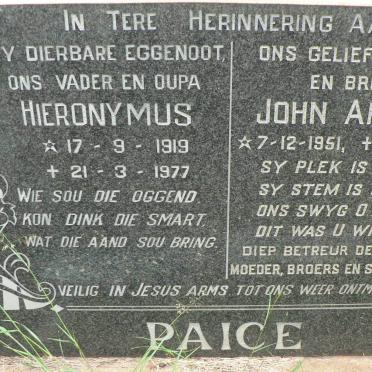 IN TERE HERINNERING AA
Y DIERBARE EGGENOOT,
ONS VADER EN OUPA
HIERONYMUS
☆ 17 - 9 - 1919
+ 21 - 3 - 1977
WIE SOU DIE OGGEND
KON DINK DIE SMART,
WAT DIE AAND SOU BRING.
ONS GELIEF
EN BR
JOHN A
☆ 7-12-1951, +
SY PLEK IS
SY STEM IS
ONS SWYG O
DIT WAS U W
DIEP BETREUR DE
MOEDER, BROERS EN S
VEILIG IN JESUS ARMS TOT ONS WEER ONTM
PAICE